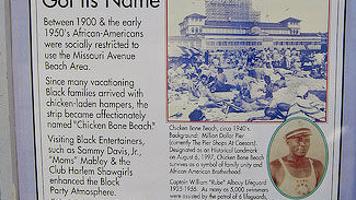 Got Its Name
Between 1900 & the early
1950's African-Americans
were socially restricted to
use the Missouri Avenue
Beach Area.
Since many vacationing
Black families arrived with
chicken-laden hampers, the
strip became affectionately
named "Chicken Bone Beach."
Visiting Black Entertainers,
such as Sammy Davis, Jr.,
"Moms" Mabley & the
Club Harlem Showgirls
enhanced the Block
Party Atmosphere.
Chicken Bone Beach, circa 1940's.
Background: Million Dollar Pier
(currently The Pier Shops At Caesars).
Designated as an Historical Landmark
on August 6, 1997, Chicken Bone Beach
survives as a symbol of family unity and
African American Brotherhood.
Captain William "Rube" Albouy Lifeguard
1925-1956. As many as 5,000 swimmers
were assisted by the patrol of 6 lifeguards,